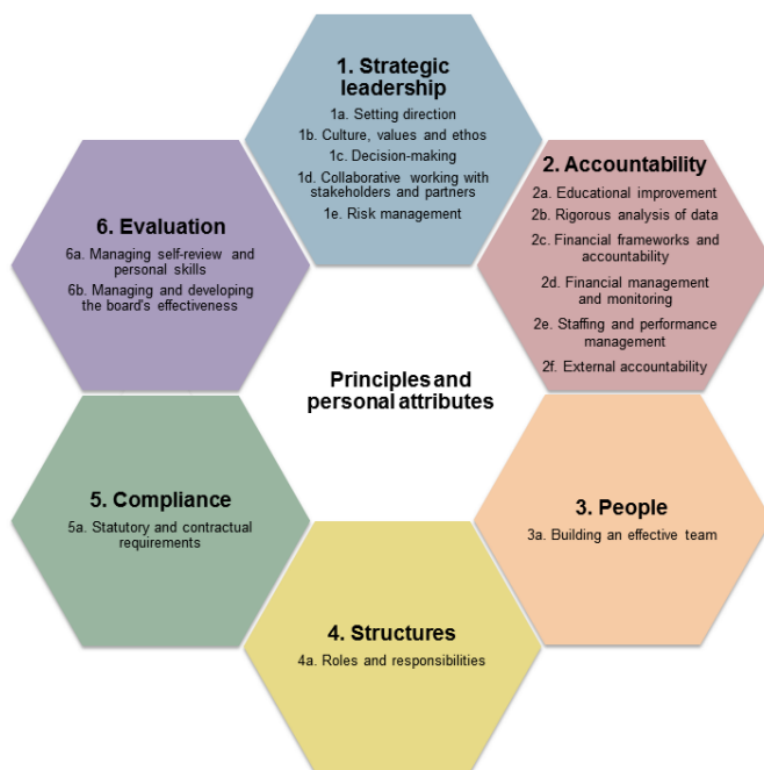 1. Strategic
leadership
1a. Setting direction
1b. Culture, values and ethos
1c. Decision-making
1d. Collaborative working with
stakeholders and partners
1e. Risk management
2. Accountability
2a. Educational improvement
2b. Rigorous analysis of data
2c. Financial frameworks and
accountability
2d. Financial management
and monitoring
2e. Staffing and performance
management
2f. External accountability
3. People
3a. Building an effective team
4. Structures
4a. Roles and responsibilities
5. Compliance
5a. Statutory and contractual
requirements
6. Evaluation
6a. Managing self-review and
personal skills
6b. Managing and developing
the board's effectiveness
Principles and
personal attributes